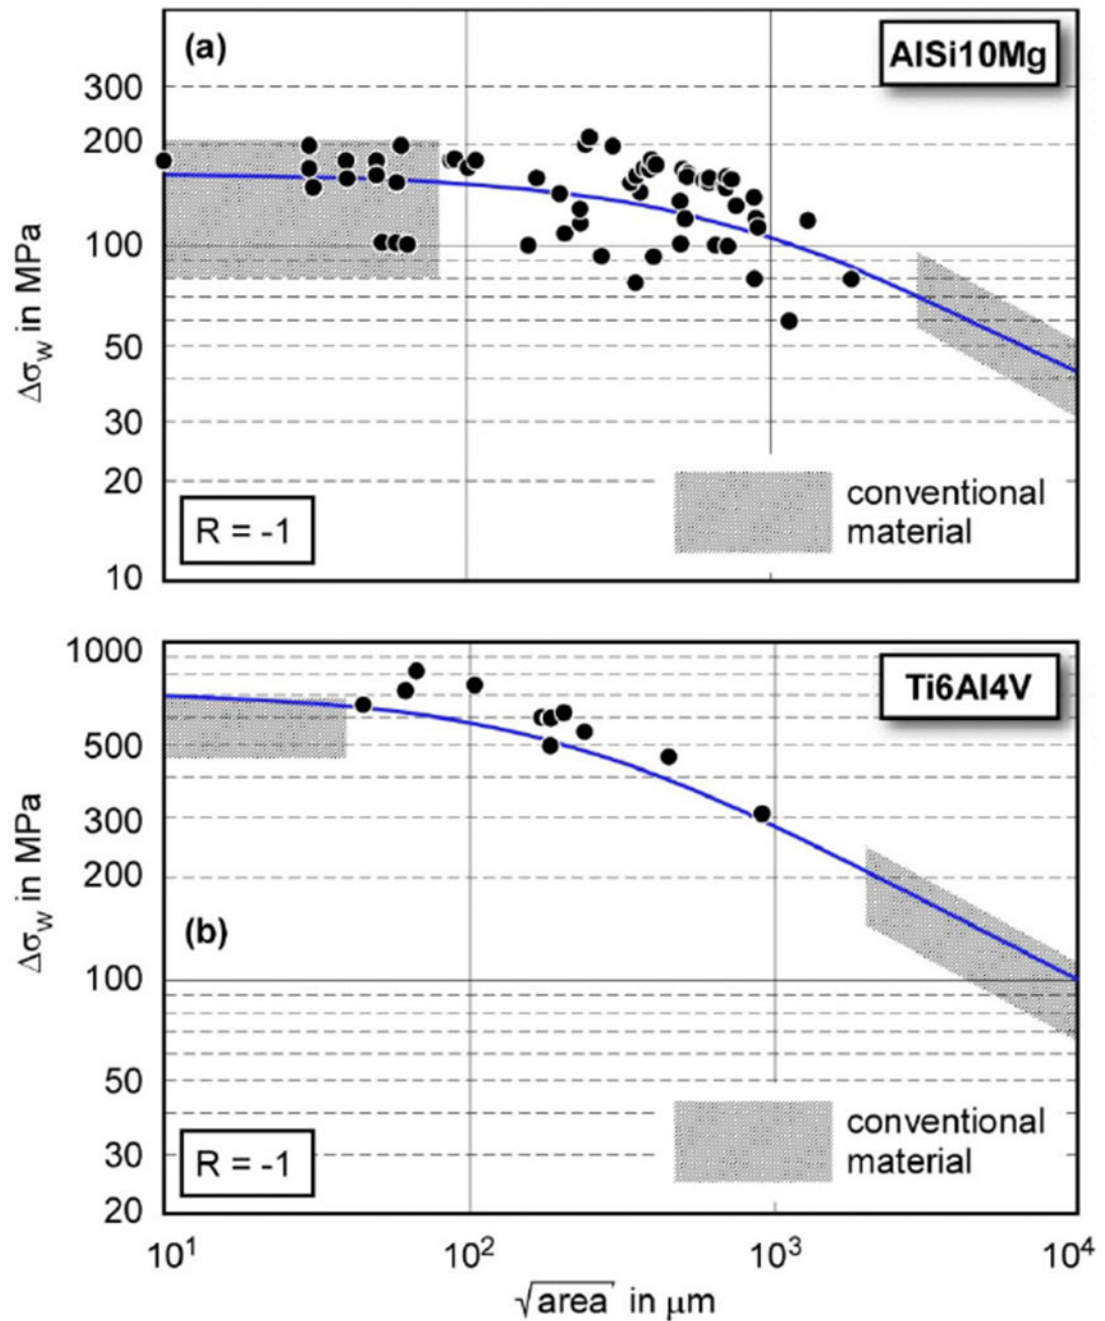 (a)
AlSi10Mg
300
200
100
50
30
20
10
Δσw in MPa
R = -1
conventional
material
1000
500
300
200
100
50
30
20
Δσw in MPa
Ti6Al4V
(b)
R = -1
conventional
material
10¹ 10² 10³ 10⁴
√area in μm